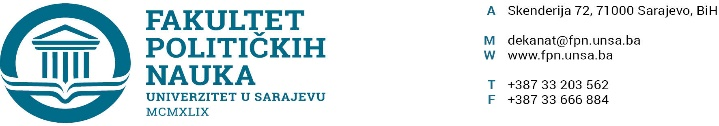 FAKULTET
POLITIČKIH
NAUKA
UNIVERZITET U SARAJEVU
MCMXLIX
A Skenderija 72, 71000 Sarajevo, BiH
M dekanat@fpn.unsa.ba
W www.fpn.unsa.ba
T +387 33 203 562
F +387 33 666 884